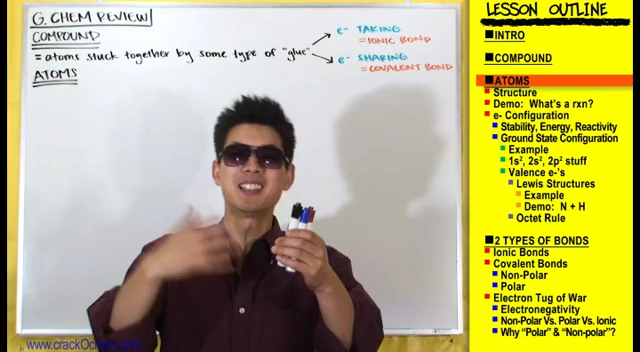 G. CHEM REVIEW
COMPOUND
= atoms stuck together by some type of "glue"
e- TAKING
= IONIC BOND
e- SHARING
= COVALENT BOND
ATOMS
www.crackOchem.com
LESSON OUTLINE
INTRO
COMPOUND
ATOMS
Structure
Demo: What's a rxn?
e- Configuration
Stability, Energy, Reactivity
Ground State Configuration
Example
1s², 2s², 2p² stuff
Valence e-'s
Lewis Structures
Example
Demo: N + H
Octet Rule
2 TYPES OF BONDS
Ionic Bonds
Covalent Bonds
Non-Polar
Polar
Electron Tug of War
Electronegativity
Non-Polar Vs. Polar Vs. Ionic
Why "Polar" & "Non-polar"?